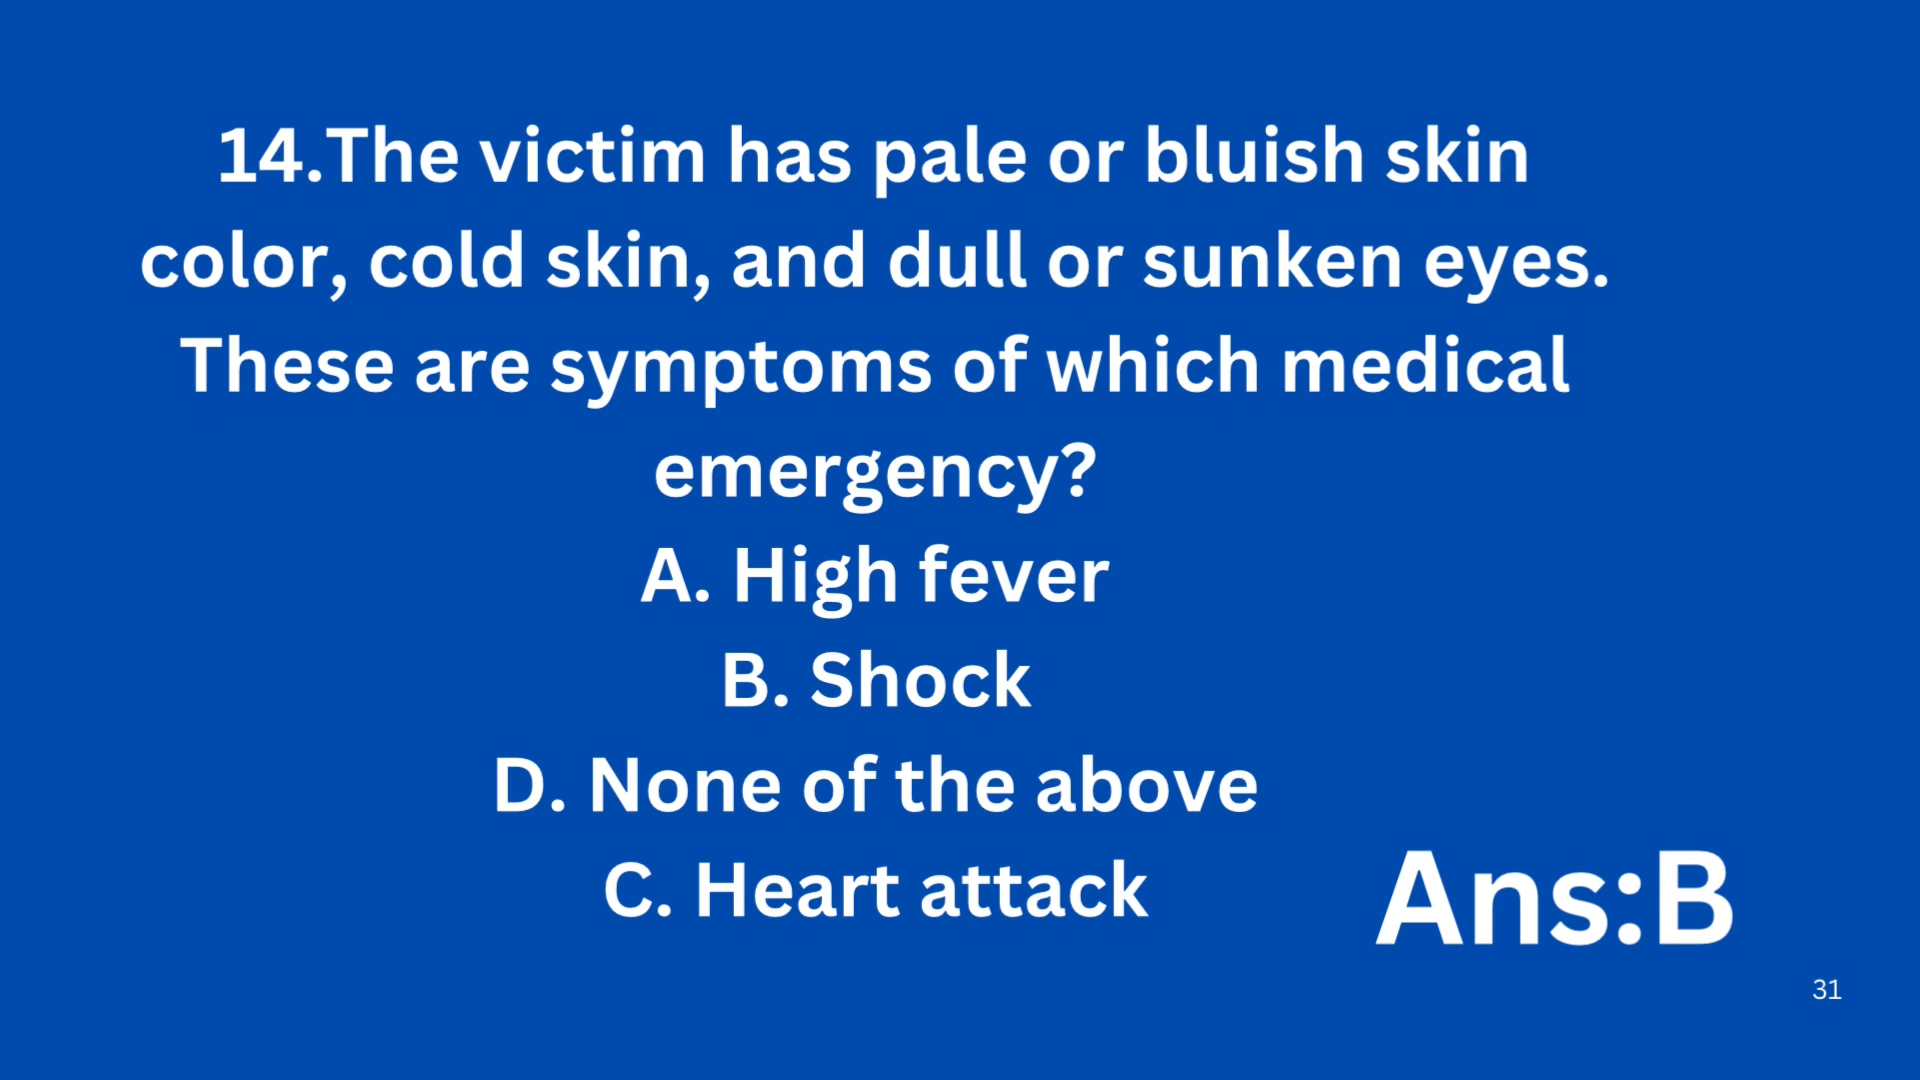 14.The victim has pale or bluish skin
color, cold skin, and dull or sunken eyes.
These are symptoms of which medical
emergency?
A. High fever
B. Shock
D. None of the above
C. Heart attack
Ans:B
31